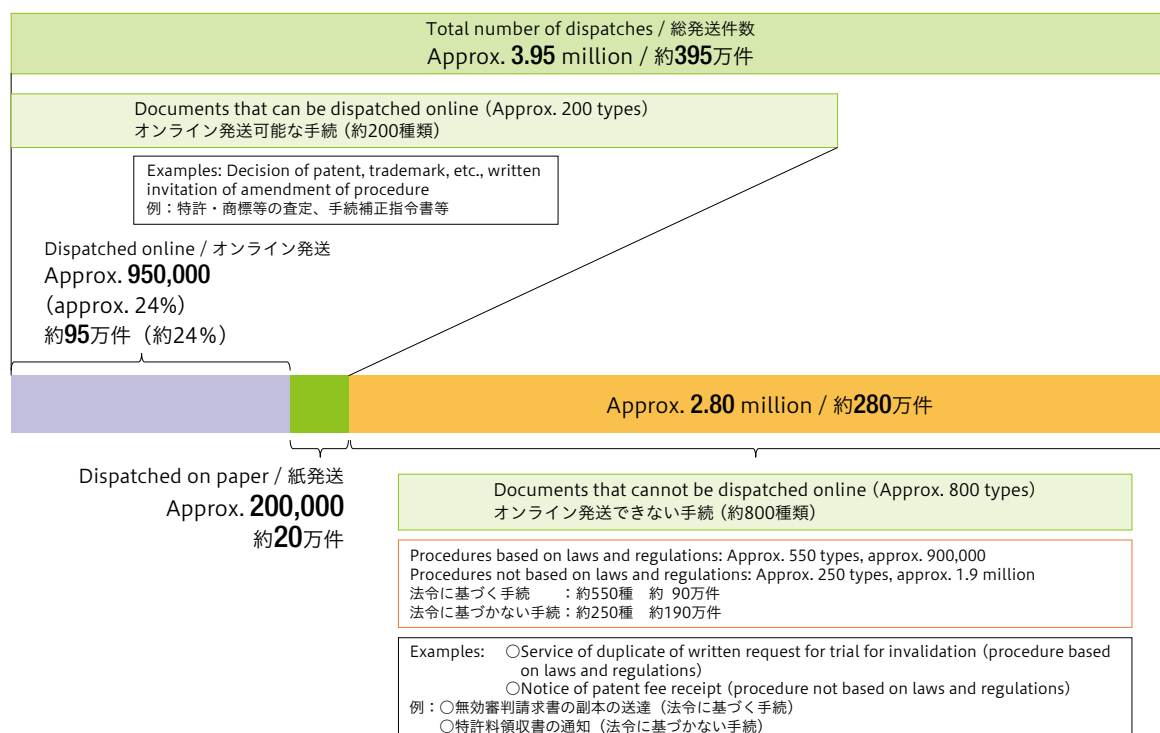 Total number of dispatches / 総発送件数
Approx. 3.95 million / 約395万件
Documents that can be dispatched online (Approx. 200 types)
オンライン発送可能な手続 (約200種類)
Examples: Decision of patent, trademark, etc., written
invitation of amendment of procedure
例：特許・商標等の査定、手続補正指令書等
Dispatched online / オンライン発送
Approx. 950,000
(approx. 24%)
約95万件（約24%）
Approx. 2.80 million / 約280万件
Dispatched on paper / 紙発送
Approx. 200,000
約20万件
Documents that cannot be dispatched online (Approx. 800 types)
オンライン発送できない手続 (約800種類)
Procedures based on laws and regulations: Approx. 550 types, approx. 900,000
Procedures not based on laws and regulations: Approx. 250 types, approx. 1.9 million
法令に基づく手続　　：約550種　約 90万件
法令に基づかない手続：約250種　約190万件
Examples: ○Service of duplicate of written request for trial for invalidation (procedure based
on laws and regulations)
○Notice of patent fee receipt (procedure not based on laws and regulations)
例：○無効審判請求書の副本の送達（法令に基づく手続）
○特許料領収書の通知（法令に基づかない手続）